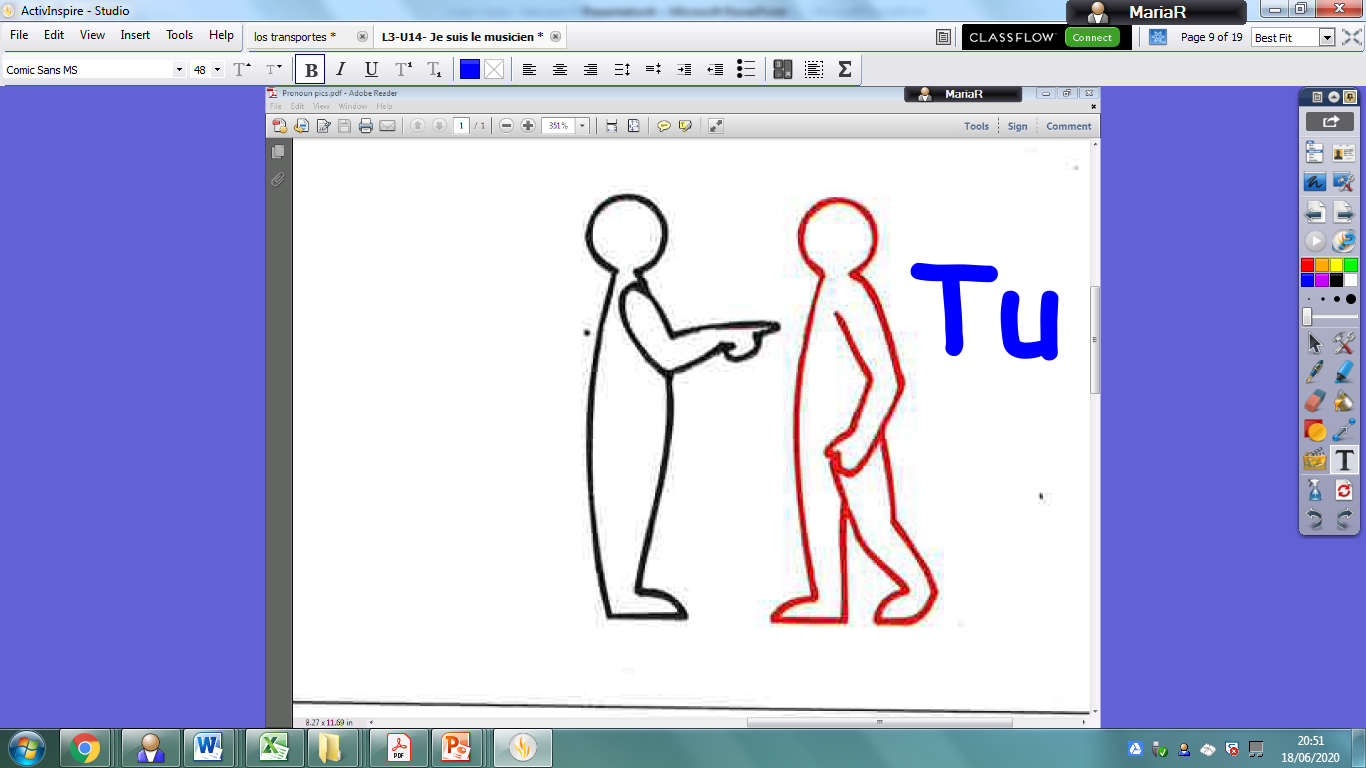 ActivInspire - Studio
MariaR
File Edit View Insert Tools Help
los transportes *
L3-U14- Je suis le musicien *
CLASSFLOW Connect
Page 9 of 19
Best Fit
Comic Sans MS
48
B I U T¹ T₁ Σ
Pronoun pics.pdf - Adobe Reader
MariaR
File Edit View Window Help
1 / 1
351%
Tools Sign Comment
Tu
T
8.27 x 11.69 in
PDF
20:51
18/06/2020